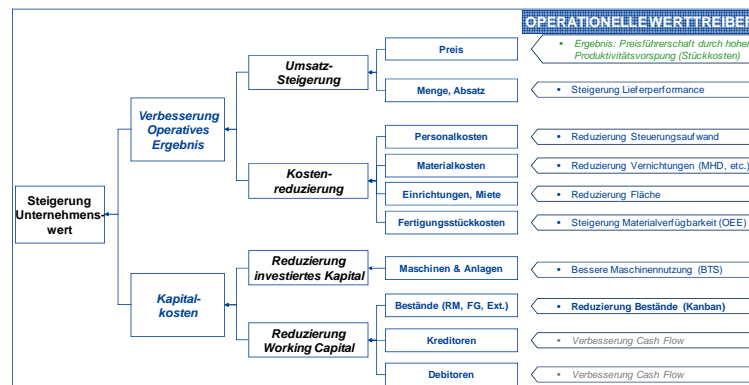 OPERATIONELLE WERTTREIBER
Preis
• Ergebnis: Preisführerschaft durch hohen
Produktivitätsvorspung (Stückkosten)
Umsatz-
Steigerung
Menge, Absatz
• Steigerung Lieferperformance
Verbesserung
Operatives
Ergebnis
Personalkosten
• Reduzierung Steuerungsaufwand
Kosten-
reduzierung
Materialkosten
• Reduzierung Vernichtungen (MHD, etc.)
Einrichtungen, Miete
• Reduzierung Fläche
Fertigungsstückkosten
• Steigerung Materialverfügbarkeit (OEE)
Steigerung
Unternehmens-
wert
Reduzierung
investiertes Kapital
Maschinen & Anlagen
• Bessere Maschinennutzung (BTS)
Kapital-
kosten
Bestände (RM, FG, Ext.)
• Reduzierung Bestände (Kanban)
Reduzierung
Working Capital
Kreditoren
• Verbesserung Cash Flow
Debitoren
• Verbesserung Cash Flow